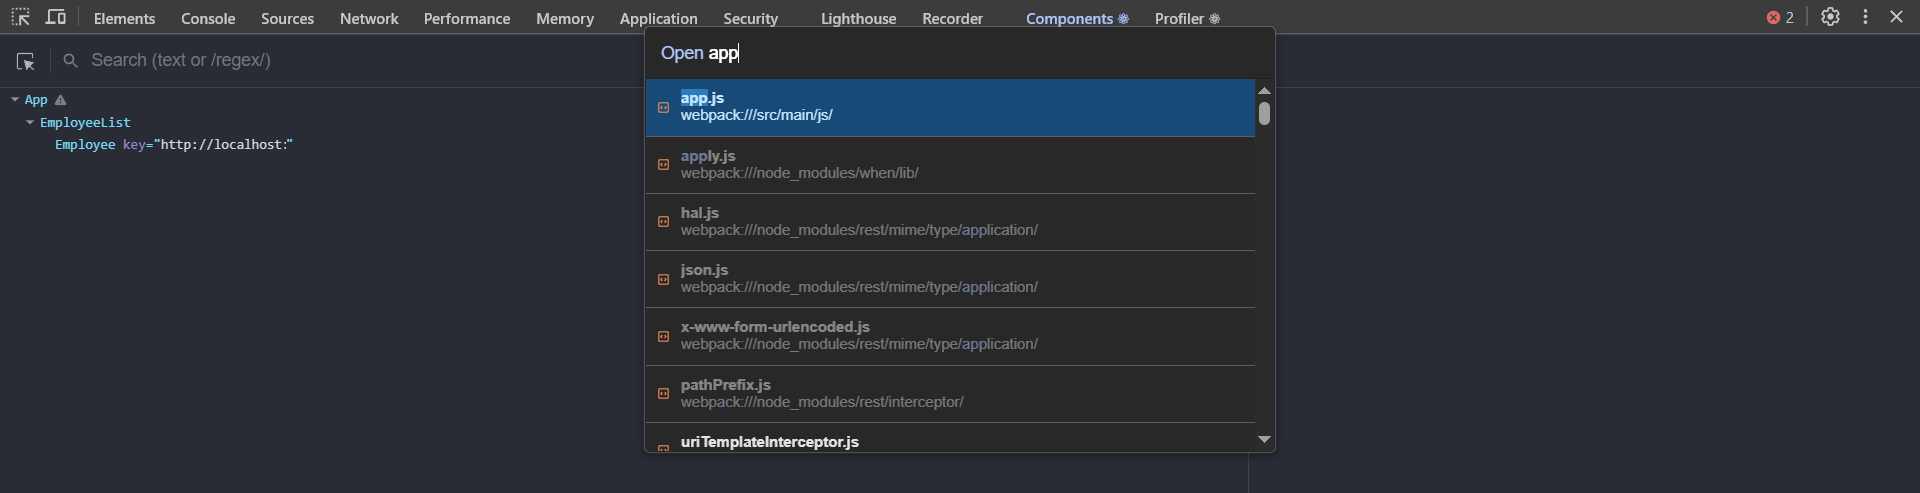 Elements Console Sources Network Performance Memory Application Security Lighthouse Recorder Components Profiler 2
Search (text or /regex/)
App
EmployeeList
Employee key="http://localhost:"
Open app
app.js
webpack:///src/main/js/
apply.js
webpack:///node_modules/when/lib/
hal.js
webpack:///node_modules/rest/mime/type/application/
json.js
webpack:///node_modules/rest/mime/type/application/
x-www-form-urlencoded.js
webpack:///node_modules/rest/mime/type/application/
pathPrefix.js
webpack:///node_modules/rest/interceptor/
uriTemplateInterceptor.js